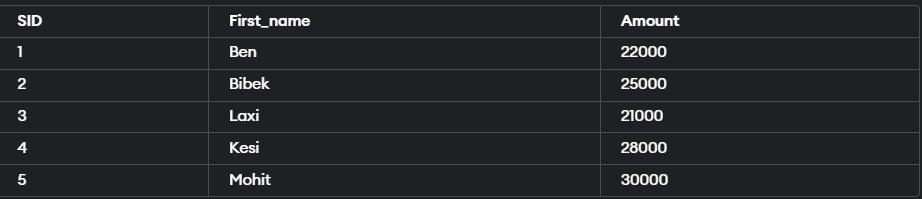 SID First_name Amount
1 Ben 22000
2 Bibek 25000
3 Laxi 21000
4 Kesi 28000
5 Mohit 30000